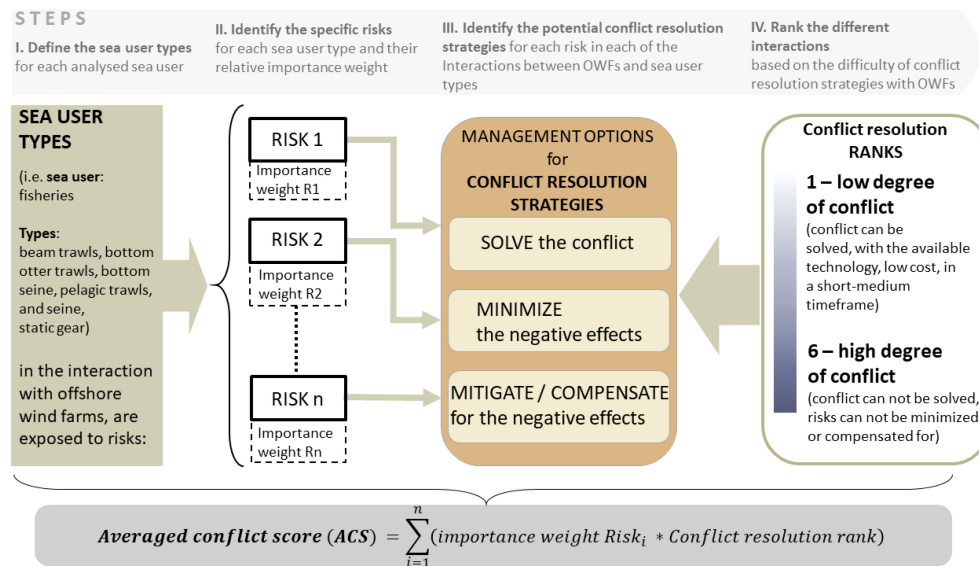 STEPS
I. Define the sea user types
for each analysed sea user
II. Identify the specific risks
for each sea user type and their
relative importance weight
III. Identify the potential conflict resolution
strategies for each risk in each of the
Interactions between OWFs and sea user
types
IV. Rank the different
interactions
based on the difficulty of conflict
resolution strategies with OWFs
SEA USER
TYPES
(i.e. sea user:
fisheries
Types:
beam trawls, bottom
otter trawls, bottom
seine, pelagic trawls,
and seine,
static gear)
in the interaction
with offshore
wind farms, are
exposed to risks:
RISK 1
Importance
weight R1
RISK 2
Importance
weight R2
RISK n
Importance
weight Rn
MANAGEMENT OPTIONS
for
CONFLICT RESOLUTION
STRATEGIES
SOLVE the conflict
MINIMIZE
the negative effects
MITIGATE / COMPENSATE
for the negative effects
Conflict resolution
RANKS
1 – low degree
of conflict
(conflict can be
solved, with the available
technology, low cost, in
a short-medium
timeframe)
6 – high degree
of conflict
(conflict can not be solved,
risks can not be minimized
or compensated for)
Averaged conflict score (ACS) = ∑ⁿᵢ₌₁(importance weight Riskᵢ * Conflict resolution rank)